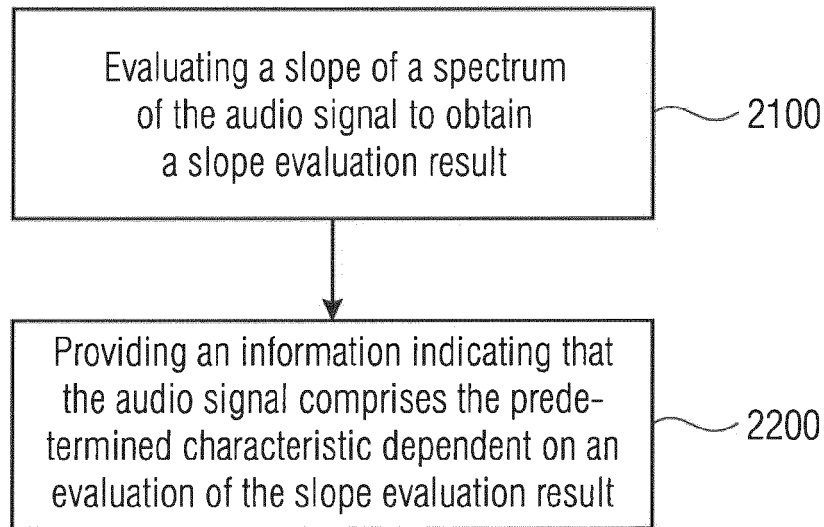 Evaluating a slope of a spectrum
of the audio signal to obtain
a slope evaluation result
2100
Providing an information indicating that
the audio signal comprises the prede-
termined characteristic dependent on an
evaluation of the slope evaluation result
2200